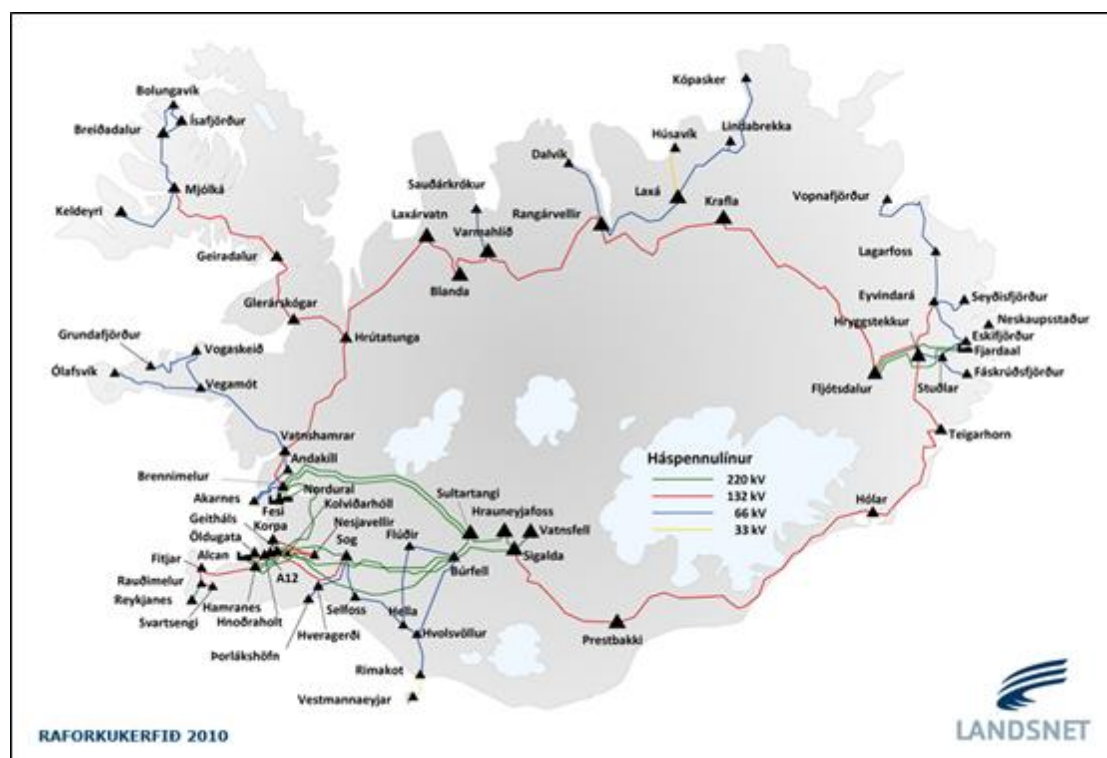 Kópasker
Bolungavík
Ísafjörður
Breiðadalur
Lindabrekka
Húsavík
Dalvík
Mjólká
Sauðárkrókur
Laxá
Krafla
Vopnafjörður
Keldeyri
Laxárvatn
Rangárvellir
Varmahlíð
Geiradalur
Lagarfoss
Blanda
Glerárskógar
Eyvindará
Seyðisfjörður
Neskaupsstaður
Hryggstekkur
Eskifjörður
Hrútatunga
Grundafjörður
Vogaskeið
Fjardaal
Ólafsvík
Vegamót
Fljótsdalur
Stuðlar
Fáskrúðsfjörður
Vatnshamrar
Teigarhorn
Andakíll
Háspennulínur
220 kV
132 kV
66 kV
33 kV
Brennimelur
Nordural
Sultartangi
Akarnes
Fesi
Kolviðarhóll
Hrauneyjafoss
Hólar
Geitháls
Korpa
Nesjavellir
Flúðir
Vatnsfell
Öldugata
Sog
Sigalda
Fitjar
Alcan
A12
Búrfell
Rauðimelur
Reykjanes
Hamranes
Selfoss
Hella
Svartsengi
Hnoðraholt
Hveragerði
Hvolsvöllur
Prestbakki
Þorlákshöfn
Rimakot
Vestmannaeyjar
RAFORKUKERFIÐ 2010
LANDSNET